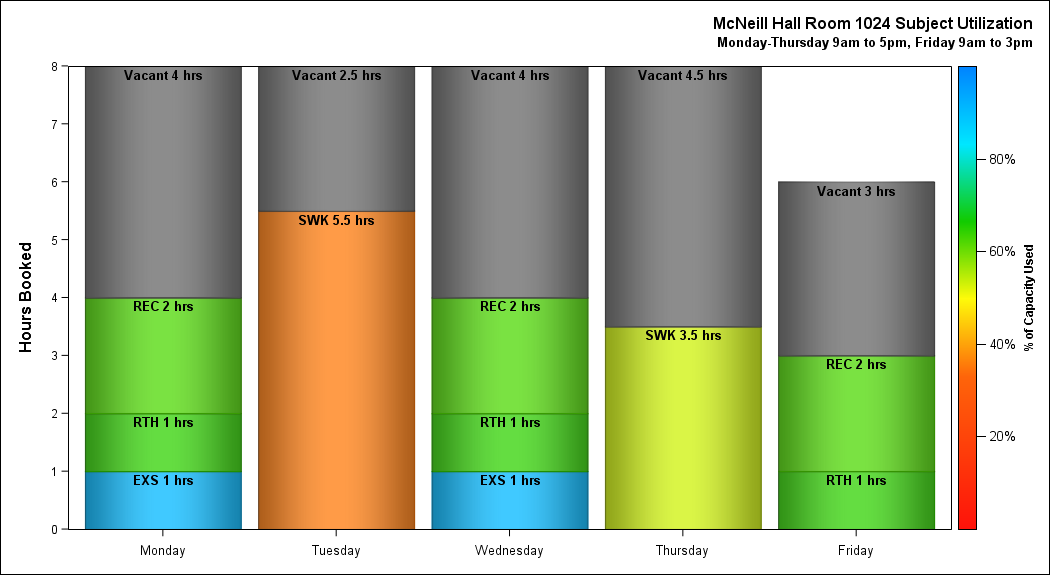 McNeill Hall Room 1024 Subject Utilization
Monday-Thursday 9am to 5pm, Friday 9am to 3pm
Hours Booked
8
7
6
5
4
3
2
1
0
Vacant 4 hrs
REC 2 hrs
RTH 1 hrs
EXS 1 hrs
Monday
Vacant 2.5 hrs
SWK 5.5 hrs
Tuesday
Vacant 4 hrs
REC 2 hrs
RTH 1 hrs
EXS 1 hrs
Wednesday
Vacant 4.5 hrs
SWK 3.5 hrs
Thursday
Vacant 3 hrs
REC 2 hrs
RTH 1 hrs
Friday
80%
60%
40%
20%
% of Capacity Used